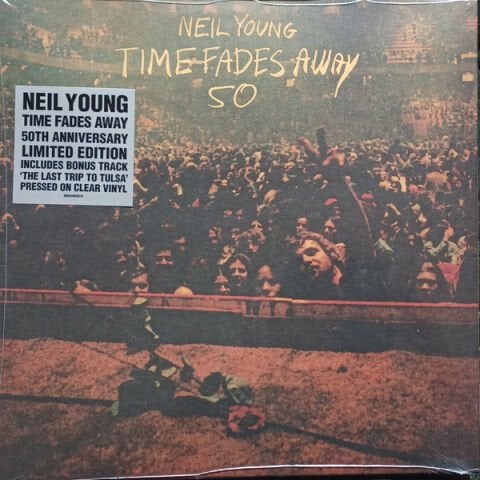 NEIL YOUNG
TIME FADES AWAY
50
NEIL YOUNG
TIME FADES AWAY
50TH ANNIVERSARY
LIMITED EDITION
INCLUDES BONUS TRACK
‘THE LAST TRIP TO TULSA’
PRESSED ON CLEAR VINYL